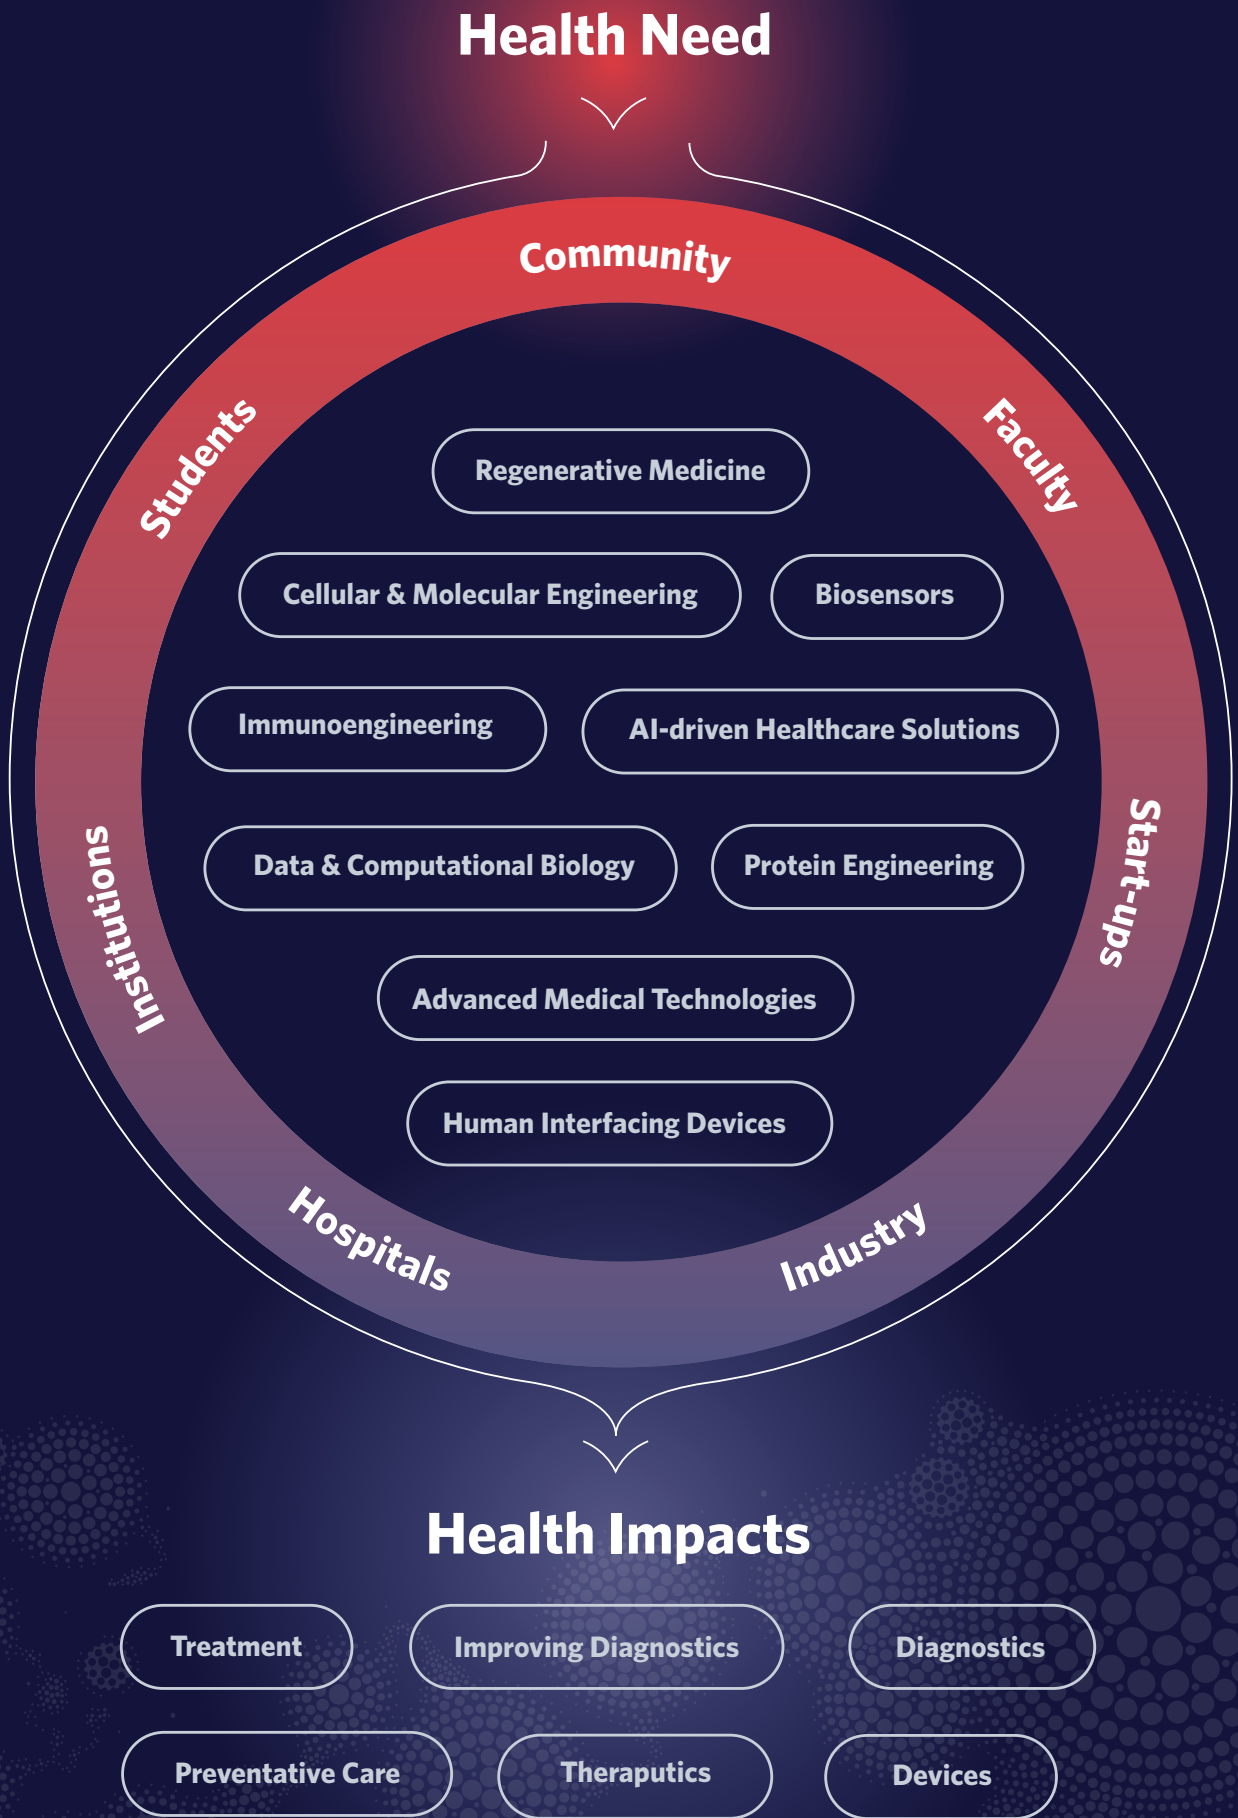 Health Need
Community
Students
Faculty
Regenerative Medicine
Cellular & Molecular Engineering
Biosensors
Immunoengineering
AI-driven Healthcare Solutions
Institutions
Start-ups
Data & Computational Biology
Protein Engineering
Advanced Medical Technologies
Human Interfacing Devices
Hospitals
Industry
Health Impacts
Treatment
Improving Diagnostics
Diagnostics
Preventative Care
Theraputics
Devices